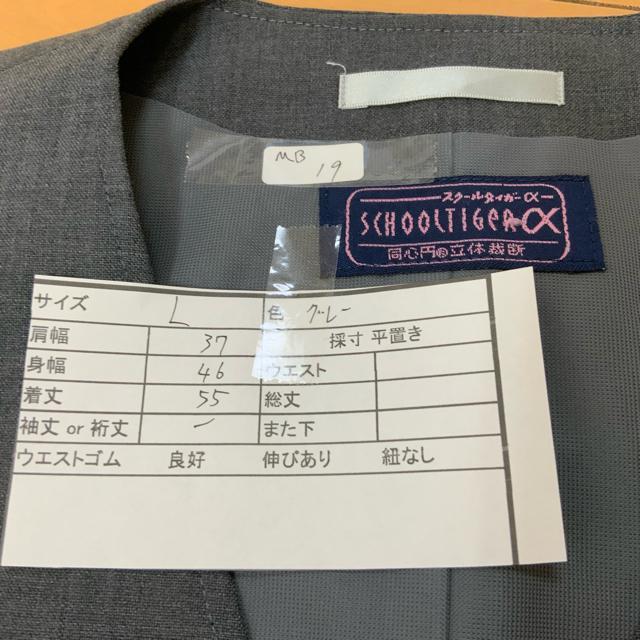 MB 19
スクールタイガーα
SCHOOLTIGER α
同心円®立体裁断
サイズ L 色 グレー
肩幅 37 採寸 平置き
身幅 46 ウエスト
着丈 55 総丈
袖丈 or 裄丈 ー また下
ウエストゴム 良好 伸びあり 紐なし